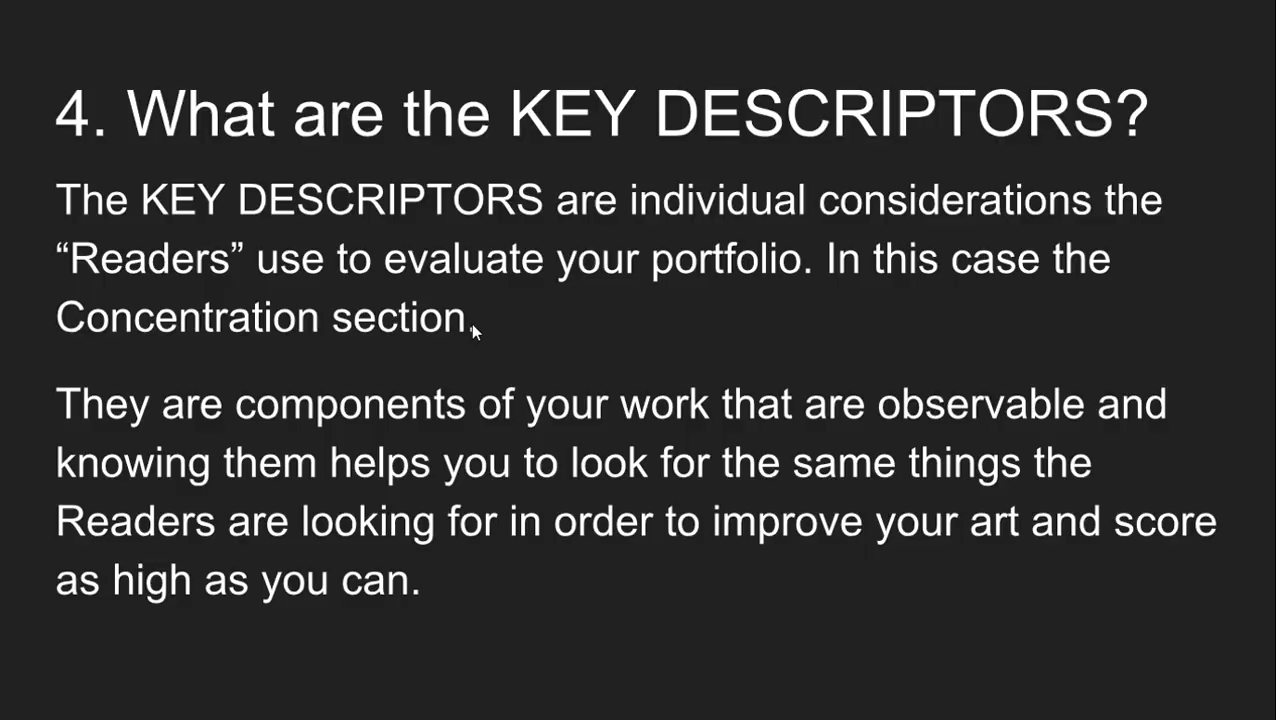 4. What are the KEY DESCRIPTORS?
The KEY DESCRIPTORS are individual considerations the
“Readers” use to evaluate your portfolio. In this case the
Concentration section.
They are components of your work that are observable and
knowing them helps you to look for the same things the
Readers are looking for in order to improve your art and score
as high as you can.